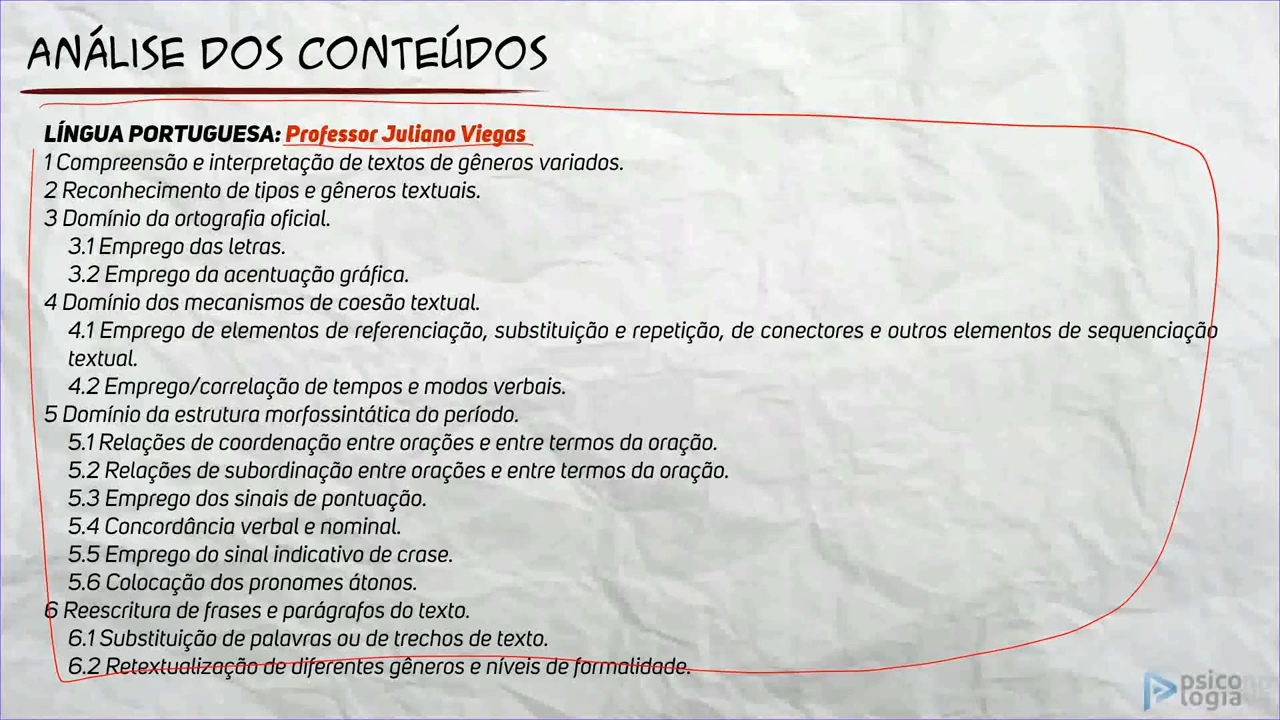 ANÁLISE DOS CONTEÚDOS
LÍNGUA PORTUGUESA: Professor Juliano Viegas
1 Compreensão e interpretação de textos de gêneros variados.
2 Reconhecimento de tipos e gêneros textuais.
3 Domínio da ortografia oficial.
3.1 Emprego das letras.
3.2 Emprego da acentuação gráfica.
4 Domínio dos mecanismos de coesão textual.
4.1 Emprego de elementos de referenciação, substituição e repetição, de conectores e outros elementos de sequenciação
textual.
4.2 Emprego/correlação de tempos e modos verbais.
5 Domínio da estrutura morfossintática do período.
5.1 Relações de coordenação entre orações e entre termos da oração.
5.2 Relações de subordinação entre orações e entre termos da oração.
5.3 Emprego dos sinais de pontuação.
5.4 Concordância verbal e nominal.
5.5 Emprego do sinal indicativo de crase.
5.6 Colocação dos pronomes átonos.
6 Reescritura de frases e parágrafos do texto.
6.1 Substituição de palavras ou de trechos de texto.
6.2 Retextualização de diferentes gêneros e níveis de formalidade.
psico
logia